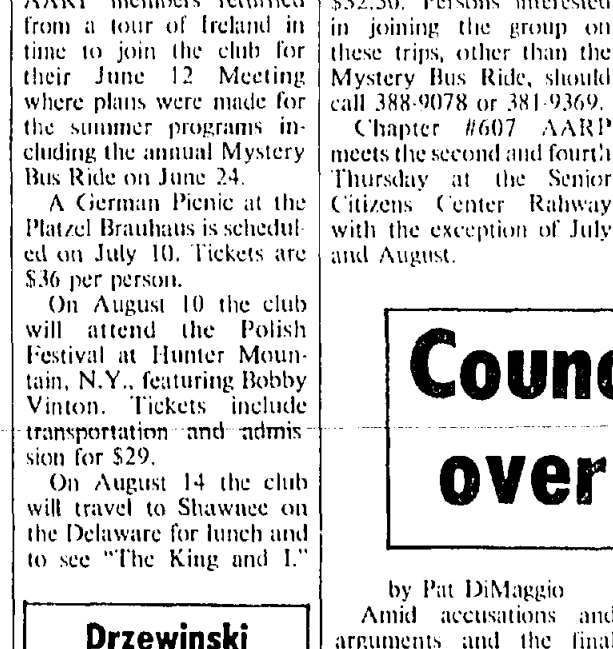 AARP members returned
from a tour of Ireland in
time to join the club for
their June 12 Meeting
where plans were made for
the summer programs in-
cluding the annual Mystery
Bus Ride on June 24.
A German Picnic at the
Platzel Brauhaus is schedul-
ed on July 10. Tickets are
$36 per person.
On August 10 the club
will attend the Polish
Festival at Hunter Moun-
tain, N.Y., featuring Bobby
Vinton. Tickets include
transportation and admis
sion for $29.
On August 14 the club
will travel to Shawnee on
the Delaware for lunch and
to see "The King and I."
Drzewinski
$32.50. Persons interested
in joining the group on
these trips, other than the
Mystery Bus Ride, should
call 388-9078 or 381-9369.
Chapter #607 AARP
meets the second and fourth
Thursday at the Senior
Citizens Center Rahway
with the exception of July
and August.
Counc
over
by Pat DiMaggio
Amid accusations and
arguments and the final